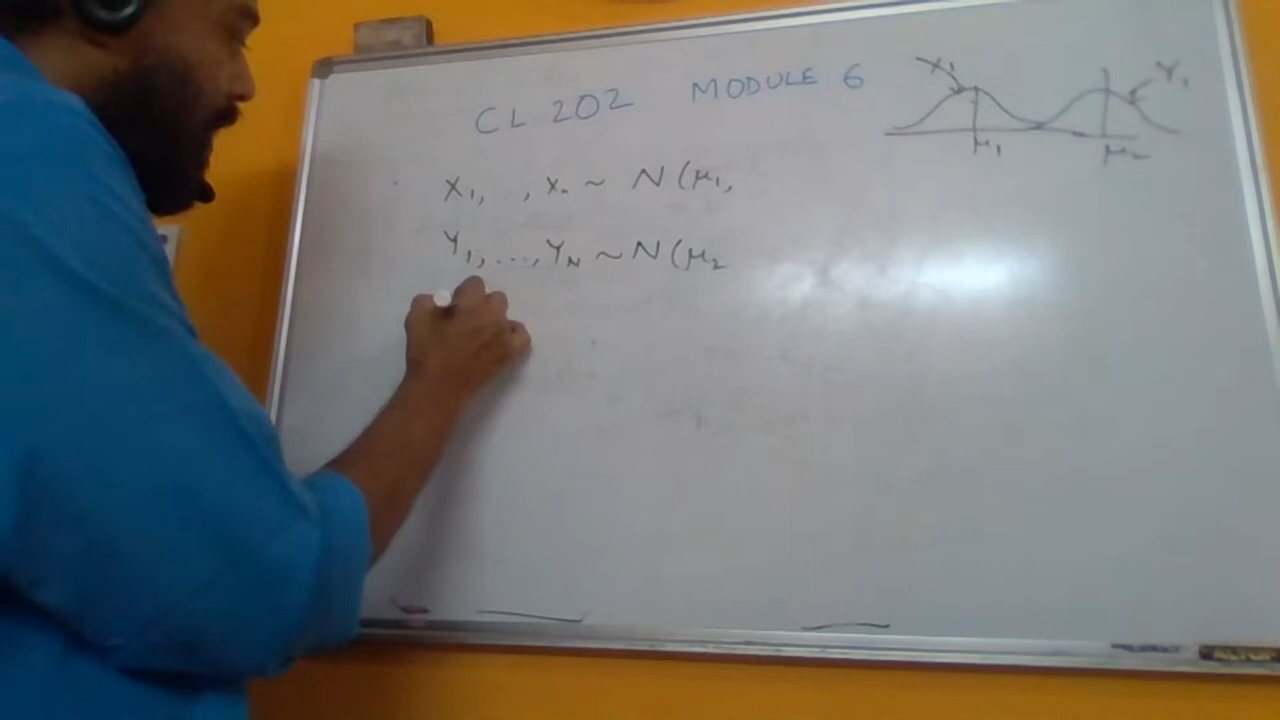 CL 202 MODULE 6
X₁ Y₁
μ₁ μ₂
X₁, , Xₙ ~ N(μ₁,
Y₁, ..., Y_N ~ N(μ₂